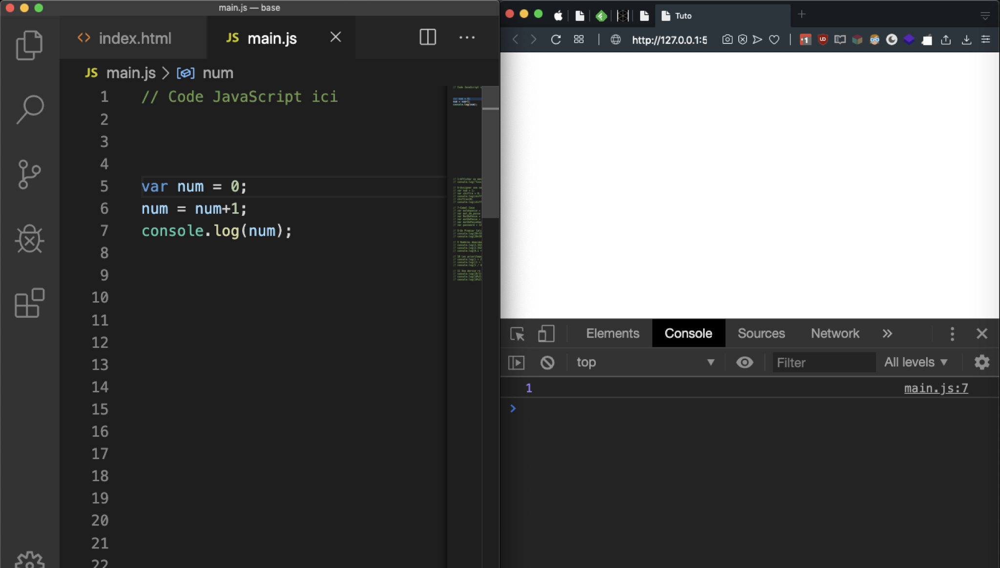 main.js — base
index.html
JS main.js
JS main.js > num
1 // Code JavaScript ici
2
3
4
5 var num = 0;
6 num = num+1;
7 console.log(num);
8
9
10
11
12
13
14
15
16
17
18
19
20
21
22
Tuto
http://127.0.0.1:5
Elements Console Sources Network
top Filter All levels
1 main.js:7